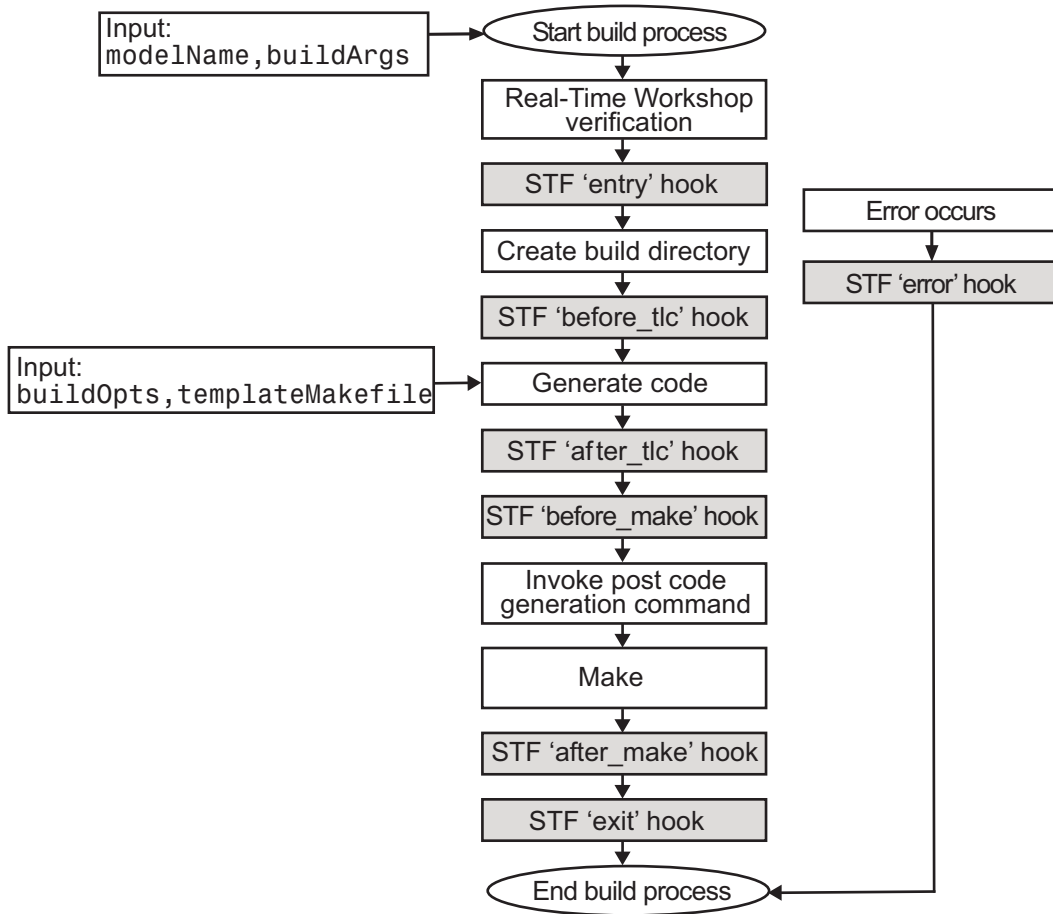 Input:
modelName,buildArgs
Start build process
Real-Time Workshop
verification
STF ‘entry’ hook
Error occurs
Create build directory
STF ‘error’ hook
STF ‘before_tlc’ hook
Input:
buildOpts,templateMakefile
Generate code
STF ‘after_tlc’ hook
STF ‘before_make’ hook
Invoke post code
generation command
Make
STF ‘after_make’ hook
STF ‘exit’ hook
End build process